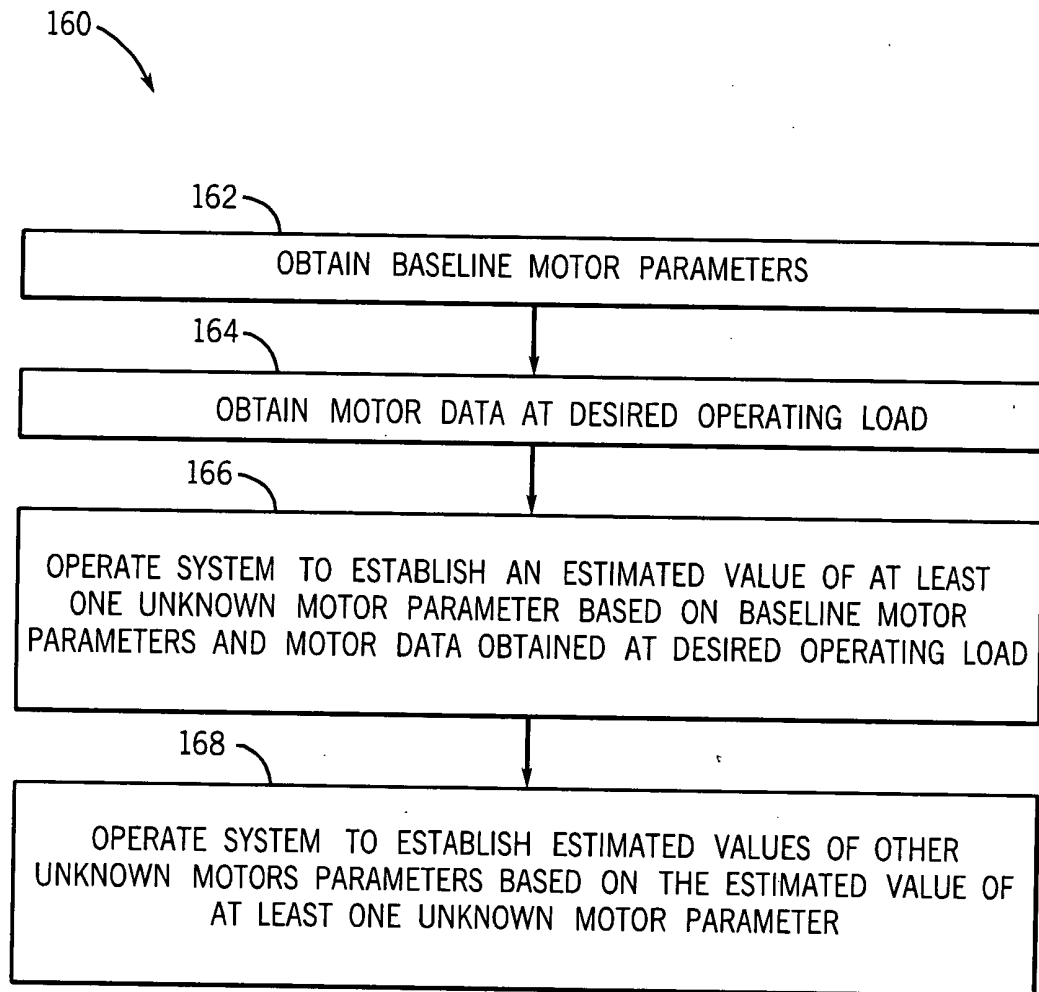 160
162
OBTAIN BASELINE MOTOR PARAMETERS
164
OBTAIN MOTOR DATA AT DESIRED OPERATING LOAD
166
OPERATE SYSTEM TO ESTABLISH AN ESTIMATED VALUE OF AT LEAST
ONE UNKNOWN MOTOR PARAMETER BASED ON BASELINE MOTOR
PARAMETERS AND MOTOR DATA OBTAINED AT DESIRED OPERATING LOAD
168
OPERATE SYSTEM TO ESTABLISH ESTIMATED VALUES OF OTHER
UNKNOWN MOTORS PARAMETERS BASED ON THE ESTIMATED VALUE OF
AT LEAST ONE UNKNOWN MOTOR PARAMETER